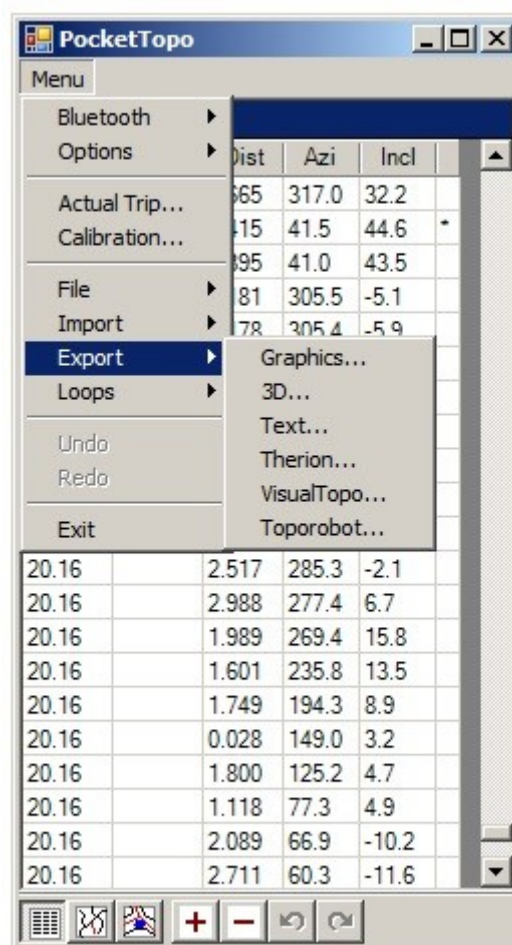 PocketTopo
Menu
Bluetooth
Options
Actual Trip...
Calibration...
File
Import
Export
Loops
Undo
Redo
Exit
Graphics...
3D...
Text...
Therion...
VisualTopo...
Toporobot...
Azi Incl
317.0 32.2
41.5 44.6 *
41.0 43.5
305.5 -5.1
305.4 -5.9
20.16 2.517 285.3 -2.1
20.16 2.988 277.4 6.7
20.16 1.989 269.4 15.8
20.16 1.601 235.8 13.5
20.16 1.749 194.3 8.9
20.16 0.028 149.0 3.2
20.16 1.800 125.2 4.7
20.16 1.118 77.3 4.9
20.16 2.089 66.9 -10.2
20.16 2.711 60.3 -11.6